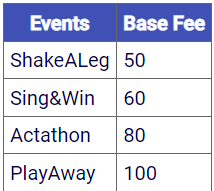 Events Base Fee
ShakeALeg 50
Sing&Win 60
Actathon 80
PlayAway 100